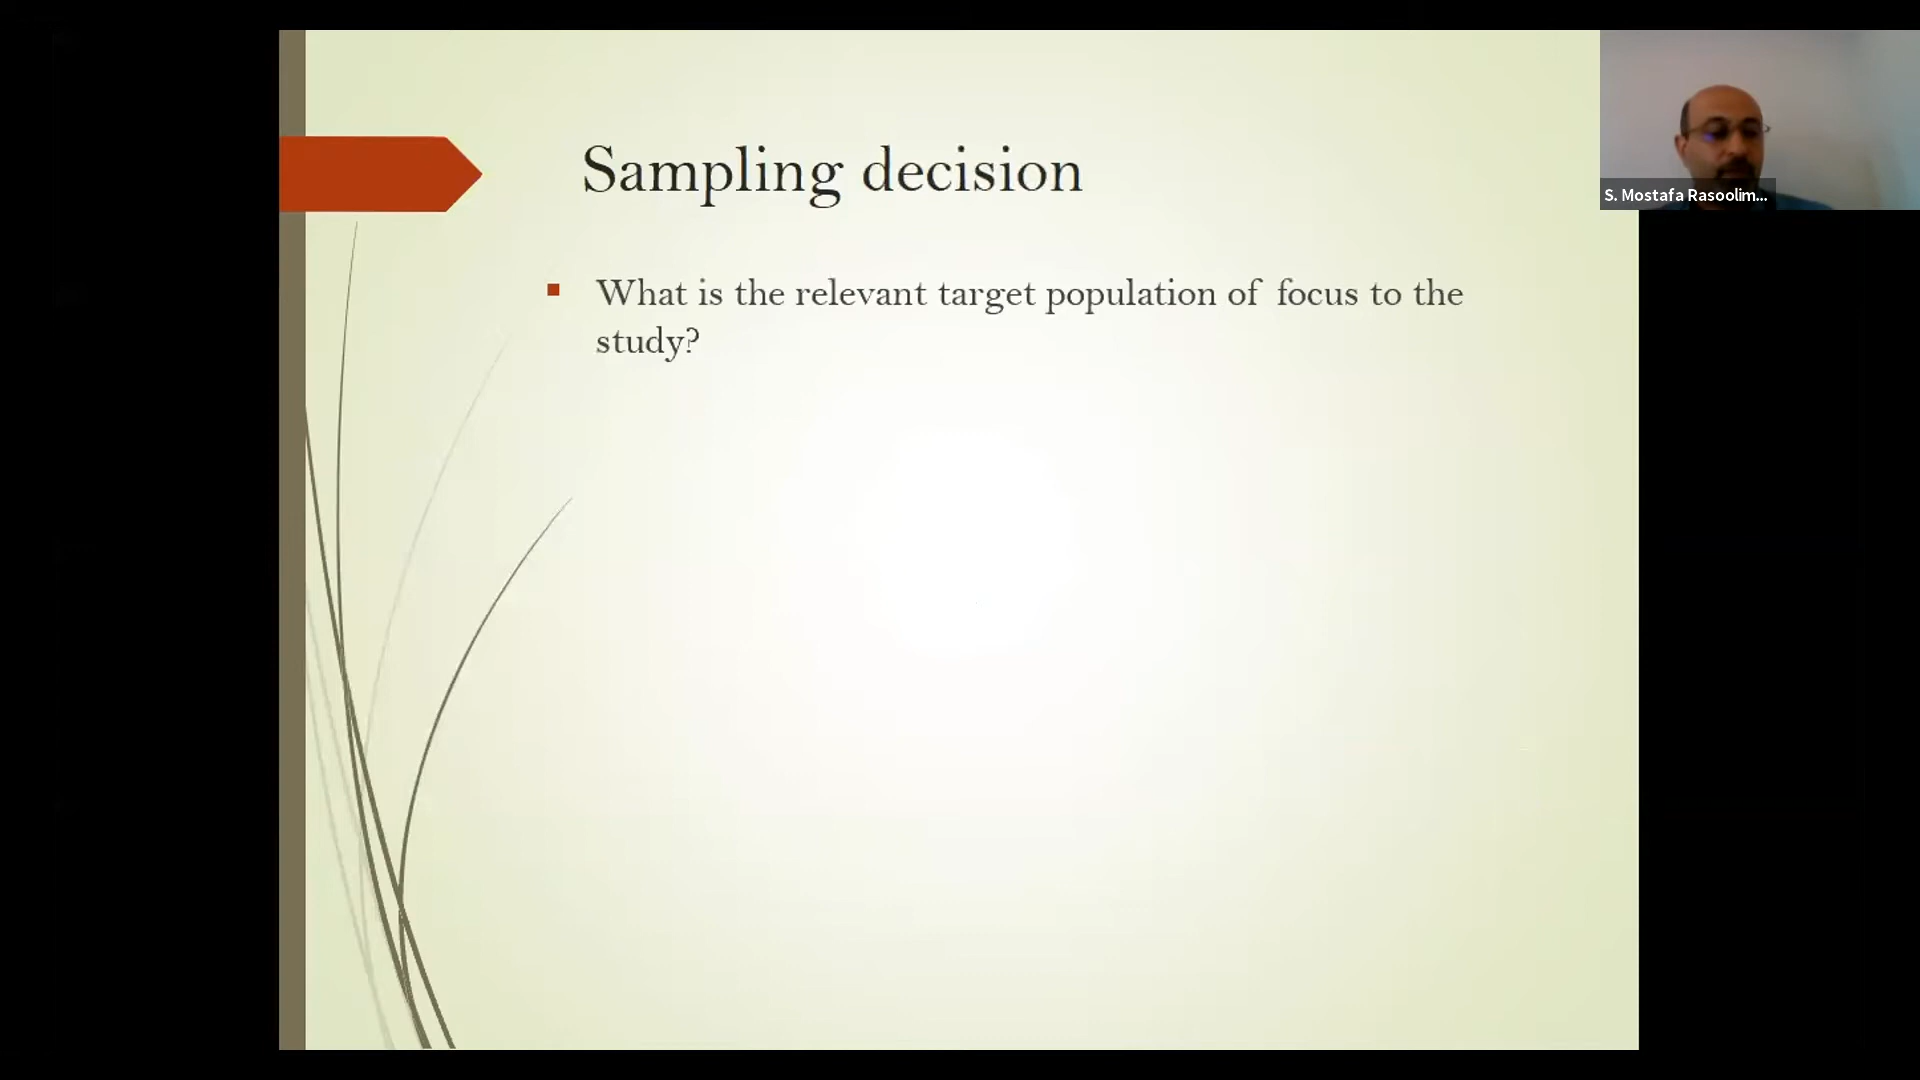 Sampling decision
What is the relevant target population of focus to the
study?
S. Mostafa Rasoolim...